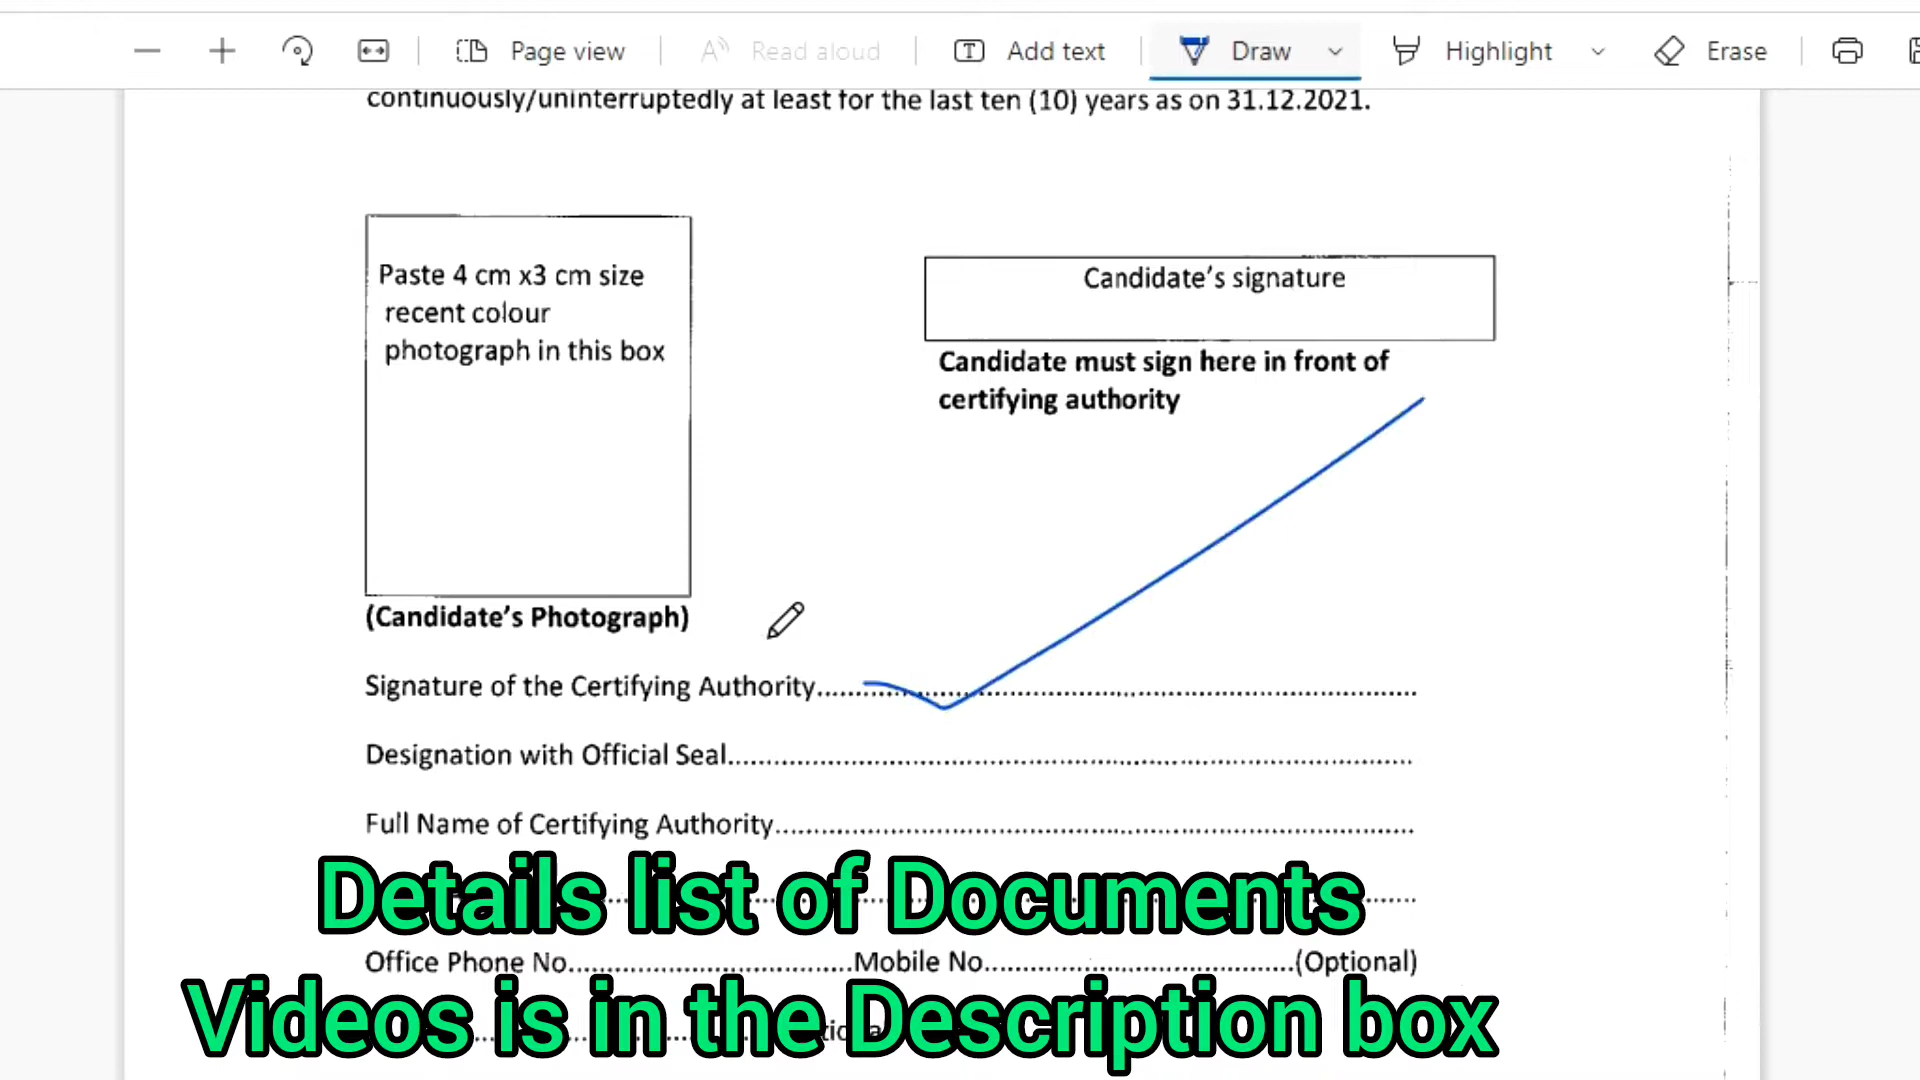 Page view
Read aloud
Add text
Draw
Highlight
Erase
continuously/uninterruptedly at least for the last ten (10) years as on 31.12.2021.
Paste 4 cm x3 cm size
recent colour
photograph in this box
Candidate's signature
Candidate must sign here in front of
certifying authority
(Candidate's Photograph)
Signature of the Certifying Authority
Designation with Official Seal
Full Name of Certifying Authority
Details list of Documents
Office Phone No. Mobile No. (Optional)
Videos is in the Description box